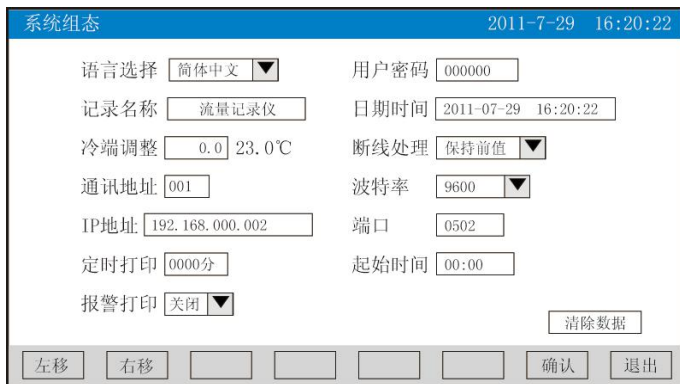 系统组态 2011-7-29 16:20:22
语言选择 简体中文 用户密码 000000
记录名称 流量记录仪 日期时间 2011-07-29 16:20:22
冷端调整 0.0 23.0℃ 断线处理 保持前值
通讯地址 001 波特率 9600
IP地址 192.168.000.002 端口 0502
定时打印 0000分 起始时间 00:00
报警打印 关闭
清除数据
左移 右移 确认 退出